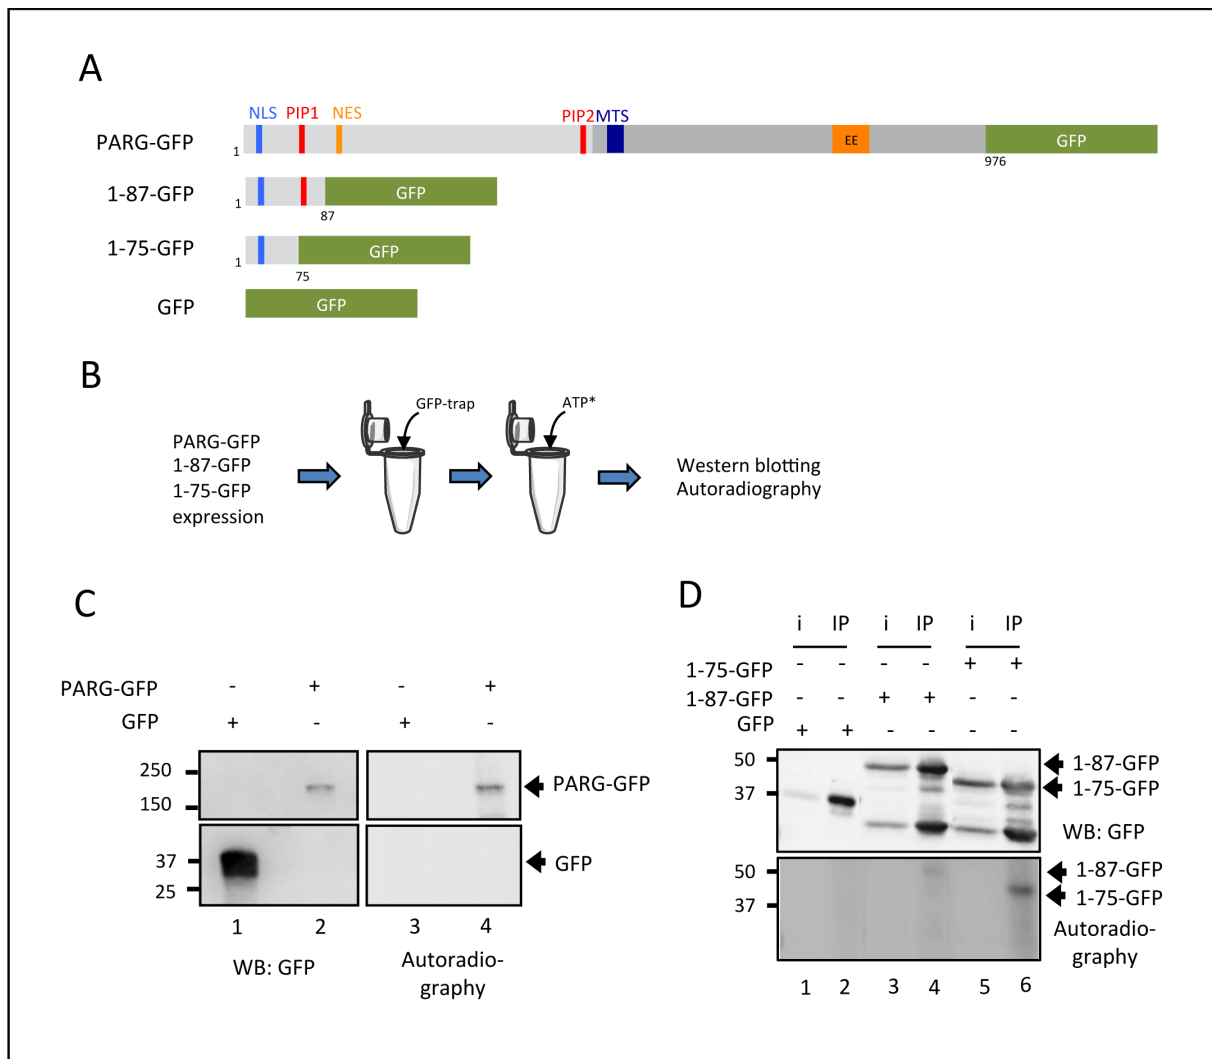 A
NLS PIP1 NES PIP2 MTS
PARG-GFP 1 EE GFP
976
1-87-GFP 1 GFP
87
1-75-GFP 1 GFP
75
GFP GFP
B
GFP-trap ATP*
PARG-GFP
1-87-GFP
1-75-GFP
expression
Western blotting
Autoradiography
C
PARG-GFP - + - +
GFP + - + -
250
150
PARG-GFP
37
25
GFP
1 2 3 4
WB: GFP
Autoradio-
graphy
D
i IP i IP i IP
1-75-GFP - - - - + +
1-87-GFP - - + + - -
GFP + + - - - -
50
37
1-87-GFP
1-75-GFP
WB: GFP
50
37
1-87-GFP
1-75-GFP
Autoradio-
graphy
1 2 3 4 5 6